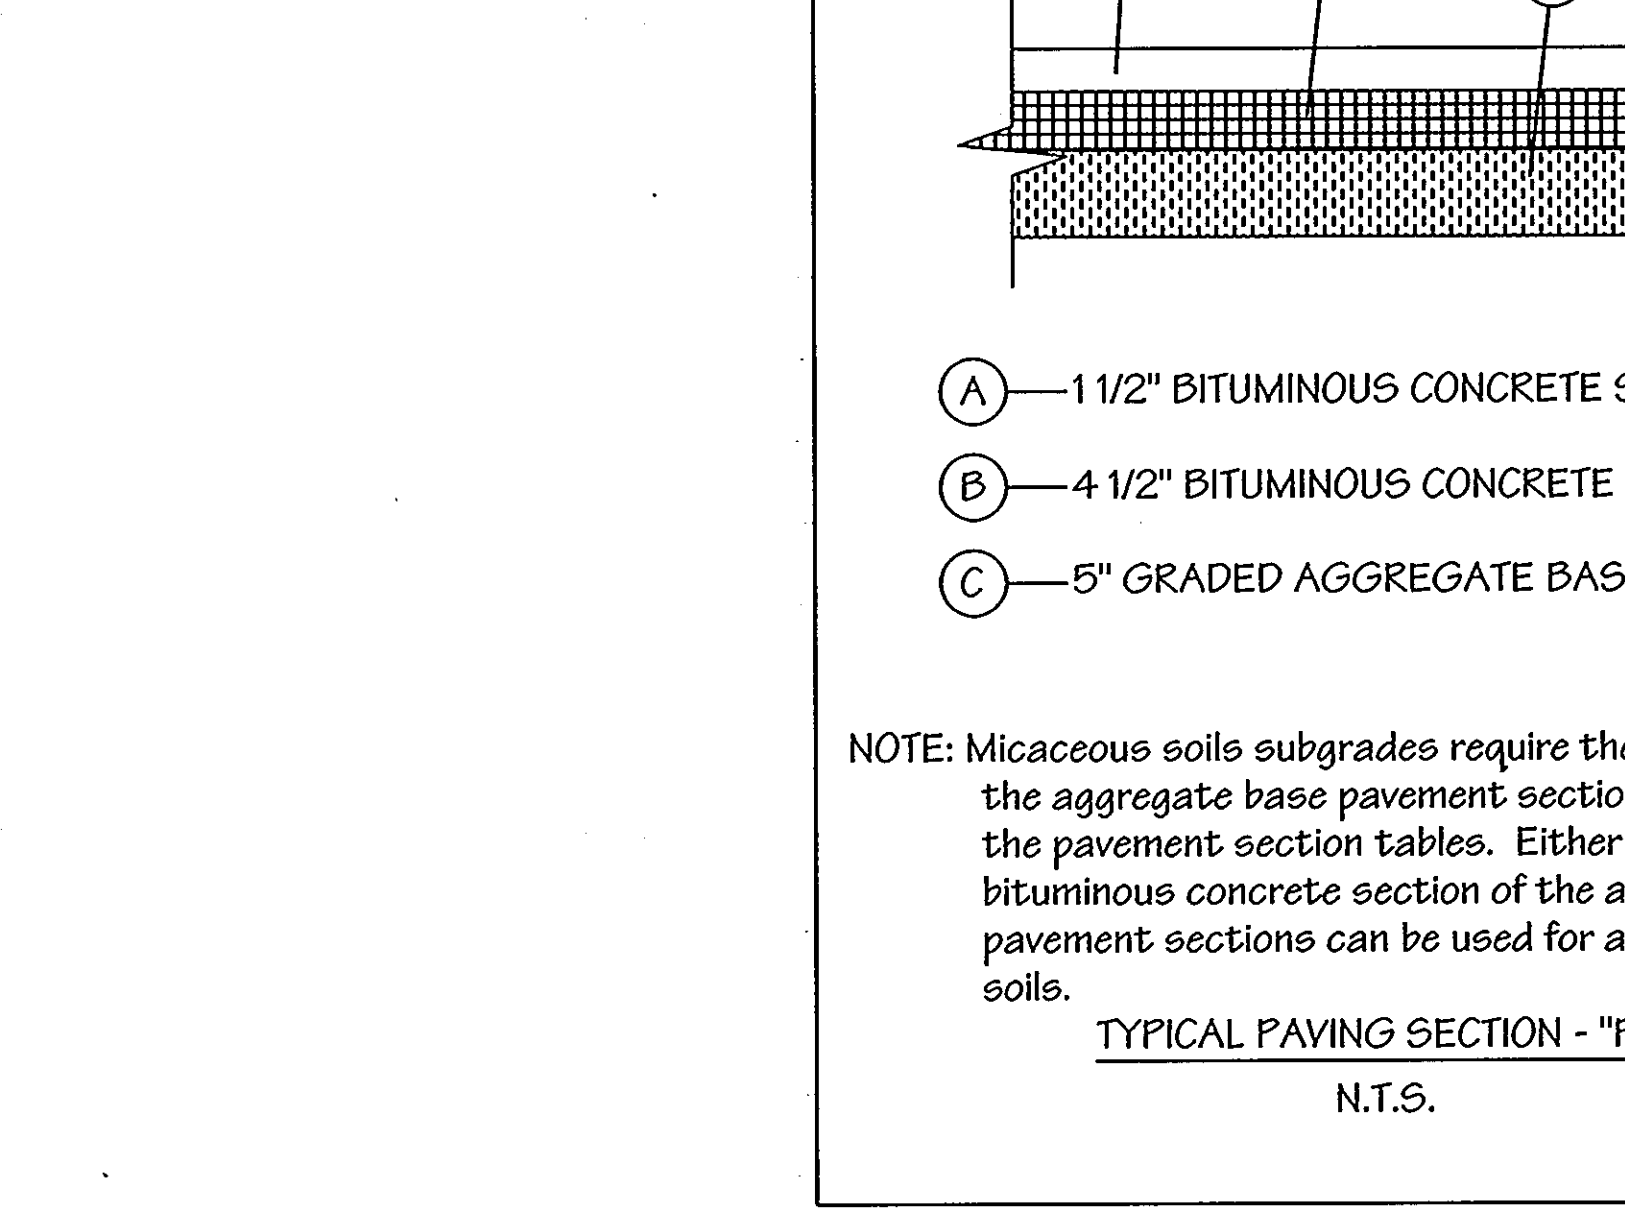 A 1 1/2" BITUMINOUS CONCRETE
B 4 1/2" BITUMINOUS CONCRETE
C 5" GRADED AGGREGATE
NOTE: Micaceous soils subgrades require
the aggregate base pavement
the pavement section tables. Either
bituminous concrete section of the
pavement sections can be used for
soils.
TYPICAL PAVING SECTION -
N.T.S.